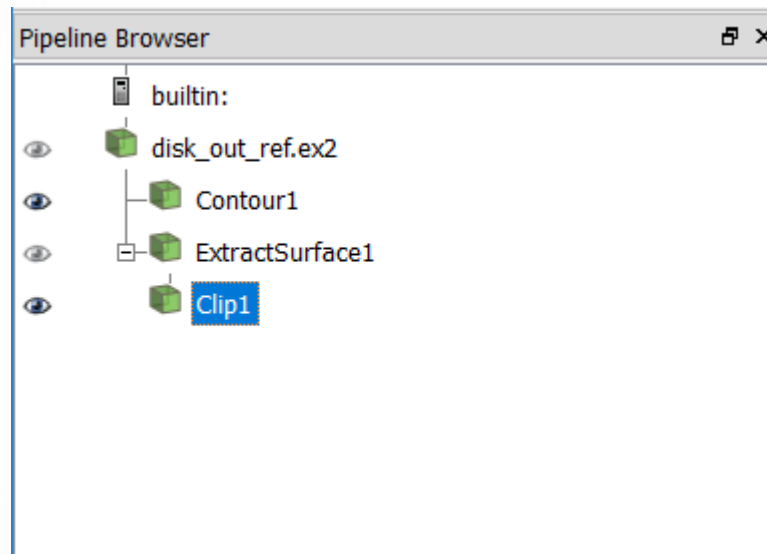 Pipeline Browser
builtin:
disk_out_ref.ex2
Contour1
ExtractSurface1
Clip1